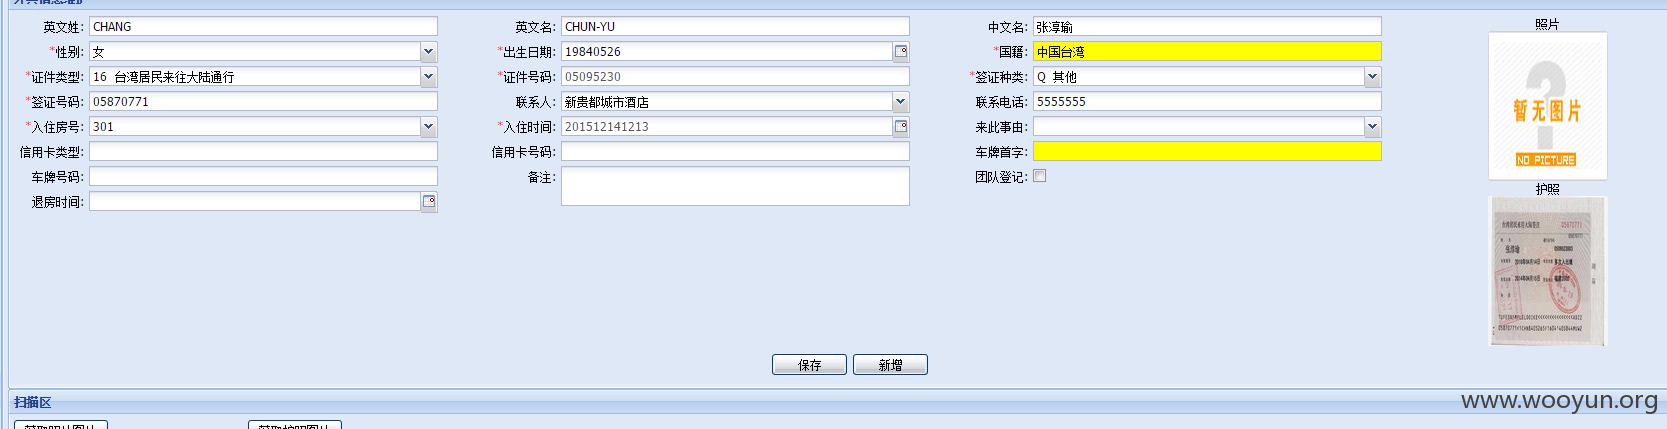 英文姓: CHANG 英文名: CHUN-YU 中文名: 张淳瑜 照片
*性别: 女 *出生日期: 19840526 *国籍: 中国台湾
*证件类型: 16 台湾居民来往大陆通行 *证件号码: 05095230 *签证种类: Q 其他
*签证号码: 05870771 联系人: 新贵都城市酒店 联系电话: 5555555
*入住房号: 301 *入住时间: 201512141213 来此事由:
暂无图片
NO PICTURE
信用卡类型: 信用卡号码: 车牌首字:
车牌号码: 备注: 团队登记:
护照
退房时间:
05870771
保存 新增
扫描区
www.wooyun.org